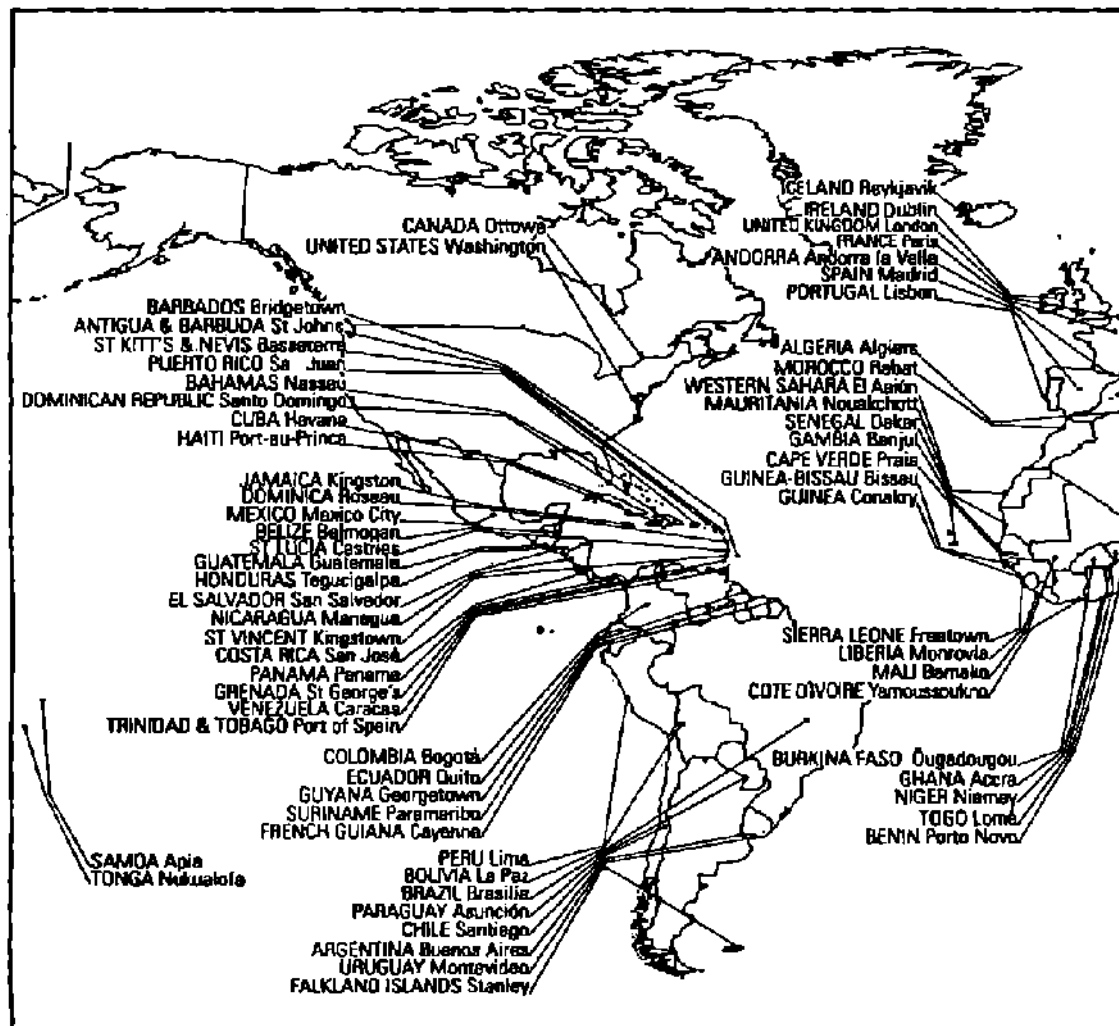 ICELAND Reykjavik
IRELAND Dublin
UNITED KINGDOM London
FRANCE Paris
ANDORRA Andorra la Vella
SPAIN Madrid
PORTUGAL Lisbon
CANADA Ottowa
UNITED STATES Washington
BARBADOS Bridgetown
ANTIGUA & BARBUDA St Johns
ST KITT'S & NEVIS Basseterre
PUERTO RICO Sa Juan
BAHAMAS Nassau
DOMINICAN REPUBLIC Santo Domingo
CUBA Havana
HAITI Port-au-Prince
JAMAICA Kingston
DOMINICA Roseau
MEXICO Mexico City
BELIZE Belmopan
ST LUCIA Castries
GUATEMALA Guatemala
HONDURAS Tegucigalpa
EL SALVADOR San Salvador
NICARAGUA Managua
ST VINCENT Kingstown
COSTA RICA San José
PANAMA Panama
GRENADA St George's
VENEZUELA Caracas
TRINIDAD & TOBAGO Port of Spain
ALGERIA Algiers
MOROCCO Rabat
WESTERN SAHARA El Aaiún
MAURITANIA Nouakchott
SENEGAL Dakar
GAMBIA Banjul
CAPE VERDE Praia
GUINEA-BISSAU Bissau
GUINEA Conakry
SIERRA LEONE Freetown
LIBERIA Monrovia
MALI Bamako
COTE D'IVOIRE Yamoussoukro
COLOMBIA Bogotá
ECUADOR Quito
GUYANA Georgetown
SURINAME Paramaribo
FRENCH GUIANA Cayenne
BURKINA FASO Ougadougou
GHANA Accra
NIGER Niamey
TOGO Lomé
BENIN Porto Novo
SAMOA Apia
TONGA Nukualofa
PERU Lima
BOLIVIA La Paz
BRAZIL Brasilia
PARAGUAY Asunción
CHILE Santiago
ARGENTINA Buenos Aires
URUGUAY Montevideo
FALKLAND ISLANDS Stanley